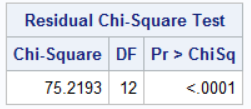 Residual Chi-Square Test
Chi-Square DF Pr > ChiSq
75.2193 12 <.0001